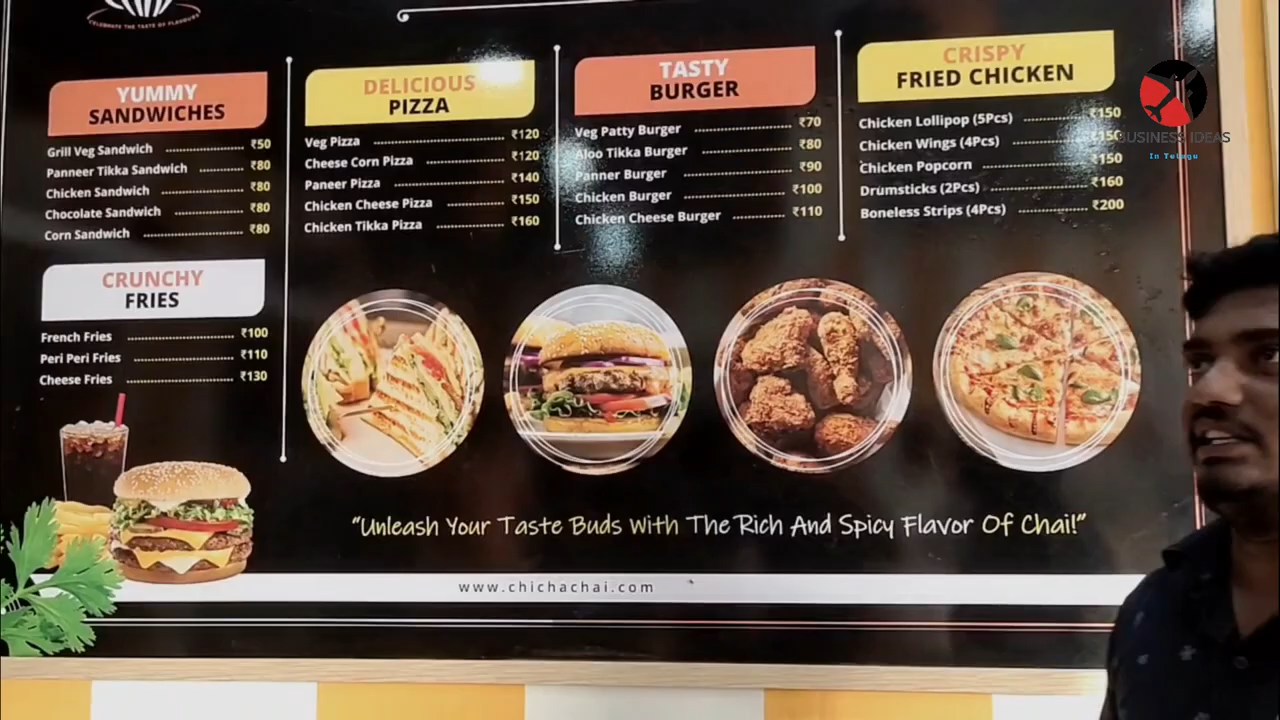 CELEBRATE THE TASTE OF FLAVOURS
YUMMY
SANDWICHES
Grill Veg Sandwich ₹50
Panneer Tikka Sandwich ₹80
Chicken Sandwich ₹80
Chocolate Sandwich ₹80
Corn Sandwich ₹80
CRUNCHY
FRIES
French Fries ₹100
Peri Peri Fries ₹110
Cheese Fries ₹130
DELICIOUS
PIZZA
Veg Pizza ₹120
Cheese Corn Pizza ₹120
Paneer Pizza ₹140
Chicken Cheese Pizza ₹150
Chicken Tikka Pizza ₹160
TASTY
BURGER
Veg Patty Burger ₹70
Aloo Tikka Burger ₹80
Panner Burger ₹90
Chicken Burger ₹100
Chicken Cheese Burger ₹110
CRISPY
FRIED CHICKEN
Chicken Lollipop (5Pcs) ₹150
Chicken Wings (4Pcs) ₹150
Chicken Popcorn ₹150
Drumsticks (2Pcs) ₹160
Boneless Strips (4Pcs) ₹200
BUSINESS IDEAS
In Telugu
“Unleash Your Taste Buds With The Rich And Spicy Flavor Of Chai!”
www.chichachai.com